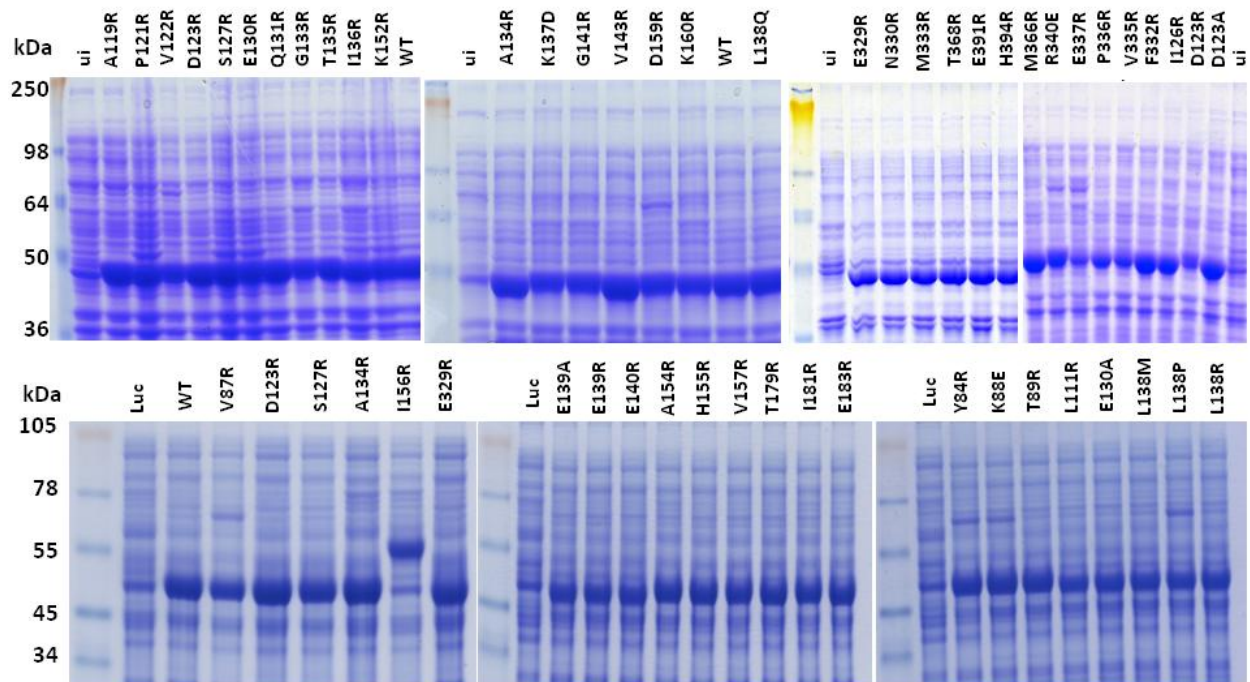 kDa
250
98
64
50
36
ui A119R P121R V122R D123R S127R E130R Q131R G133R T135R I136R K152R WT
ui A134R K137D G141R V143R D159R K160R WT L138Q
ui E329R N330R M333R T368R E391R H394R M366R R340E E337R P336R V335R F332R I126R D123R D123A ui
kDa
105
78
55
45
34
Luc WT V87R D123R S127R A134R I156R E329R
Luc E139A E139R E140R A154R H155R V157R T179R I181R E183R
Luc Y84R K88E T89R L111R E130A L138M L138P L138R